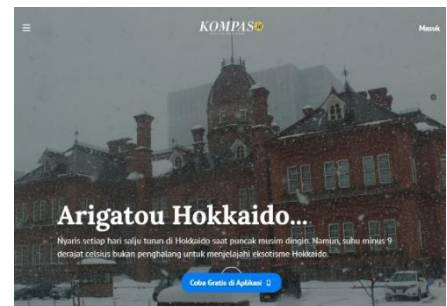 KOMPAS id
Masuk
Arigatou Hokkaido...
Nyaris setiap hari salju turun di Hokkaido saat puncak musim dingin. Namun, suhu minus 9
derajat celsius bukan penghalang untuk menjelajahi eksotisme Hokkaido.
Coba Gratis di Aplikasi